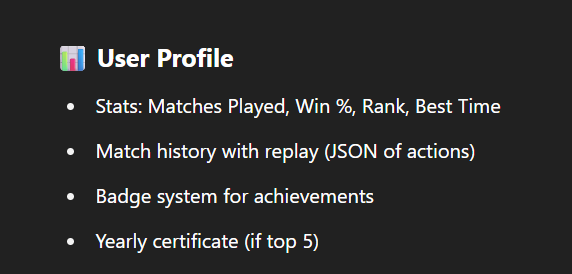 User Profile
Stats: Matches Played, Win %, Rank, Best Time
Match history with replay (JSON of actions)
Badge system for achievements
Yearly certificate (if top 5)